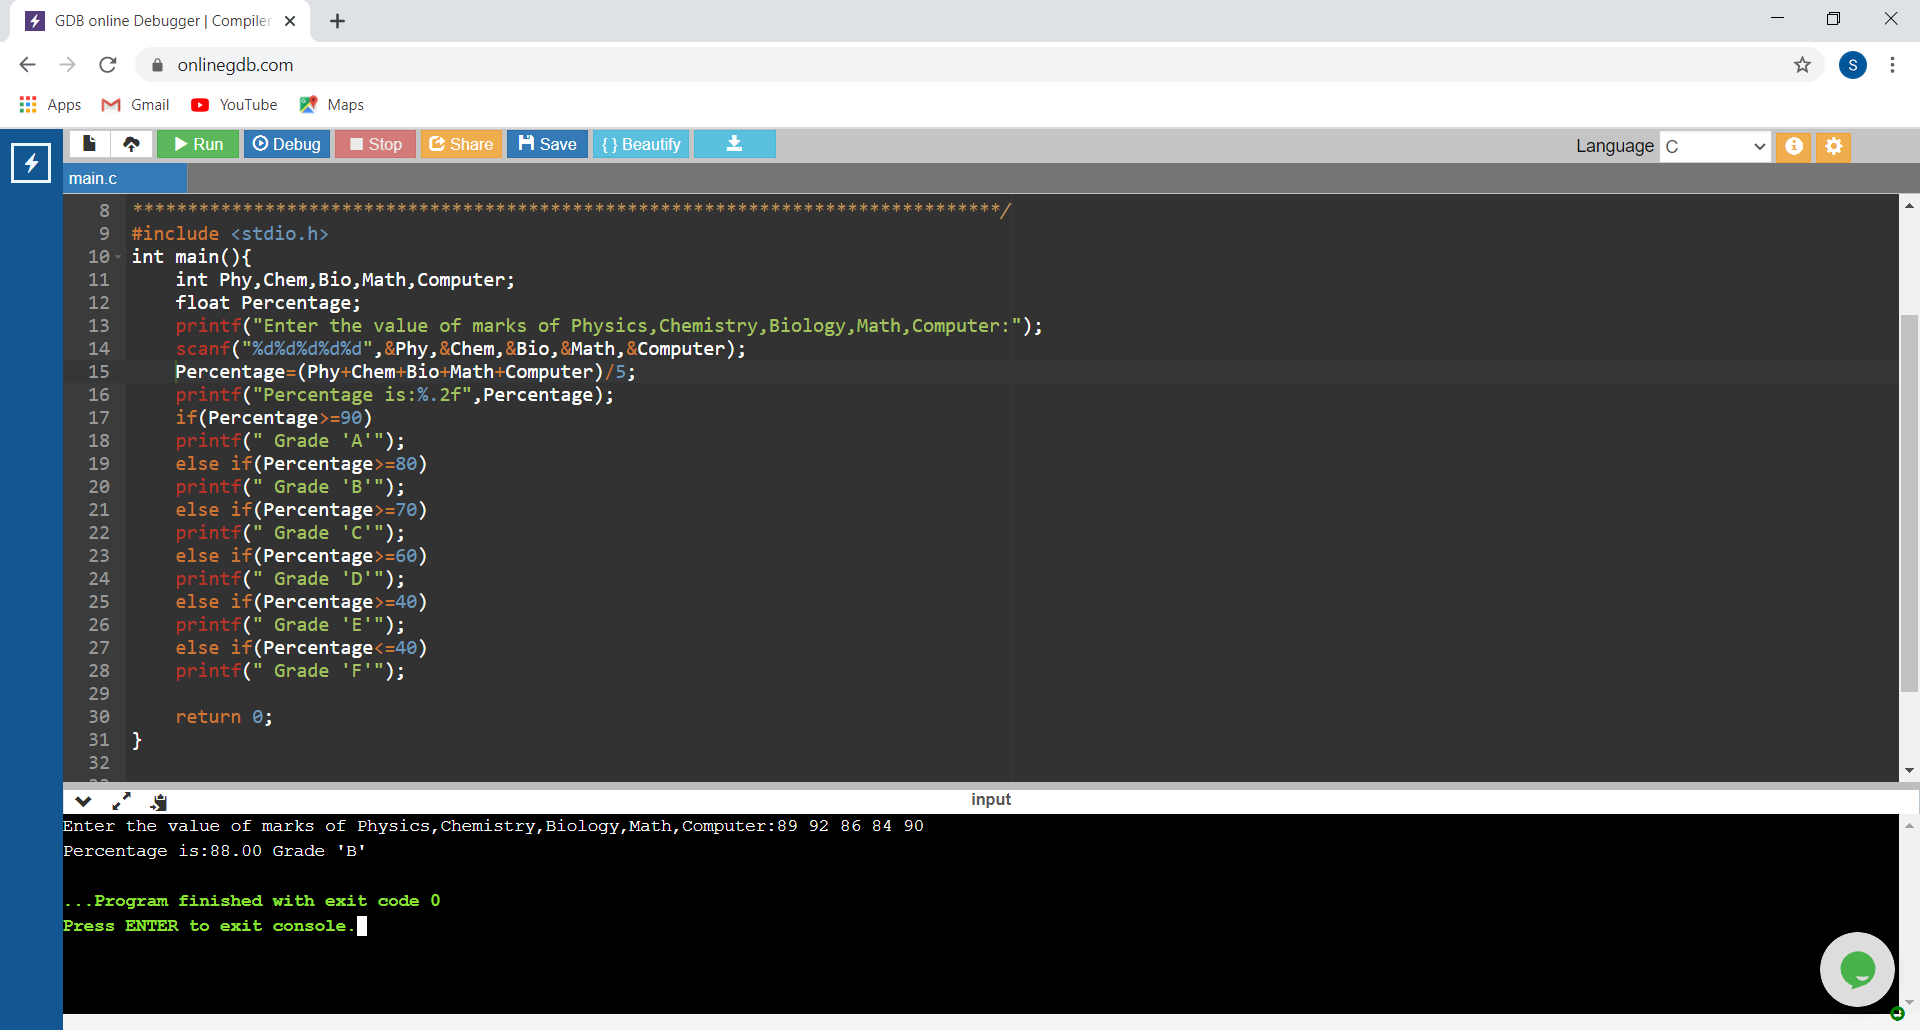 GDB online Debugger | Compiler
onlinegdb.com
S
Apps Gmail YouTube Maps
Run Debug Stop Share Save {} Beautify Language C
main.c
8 *******************************************************************************/
9 #include <stdio.h>
10 int main(){
11 int Phy,Chem,Bio,Math,Computer;
12 float Percentage;
13 printf("Enter the value of marks of Physics,Chemistry,Biology,Math,Computer:");
14 scanf("%d%d%d%d%d",&Phy,&Chem,&Bio,&Math,&Computer);
15 Percentage=(Phy+Chem+Bio+Math+Computer)/5;
16 printf("Percentage is:%.2f",Percentage);
17 if(Percentage>=90)
18 printf(" Grade 'A'");
19 else if(Percentage>=80)
20 printf(" Grade 'B'");
21 else if(Percentage>=70)
22 printf(" Grade 'C'");
23 else if(Percentage>=60)
24 printf(" Grade 'D'");
25 else if(Percentage>=40)
26 printf(" Grade 'E'");
27 else if(Percentage<=40)
28 printf(" Grade 'F'");
29
30 return 0;
31 }
32
input
Enter the value of marks of Physics,Chemistry,Biology,Math,Computer:89 92 86 84 90
Percentage is:88.00 Grade 'B'
...Program finished with exit code 0
Press ENTER to exit console.